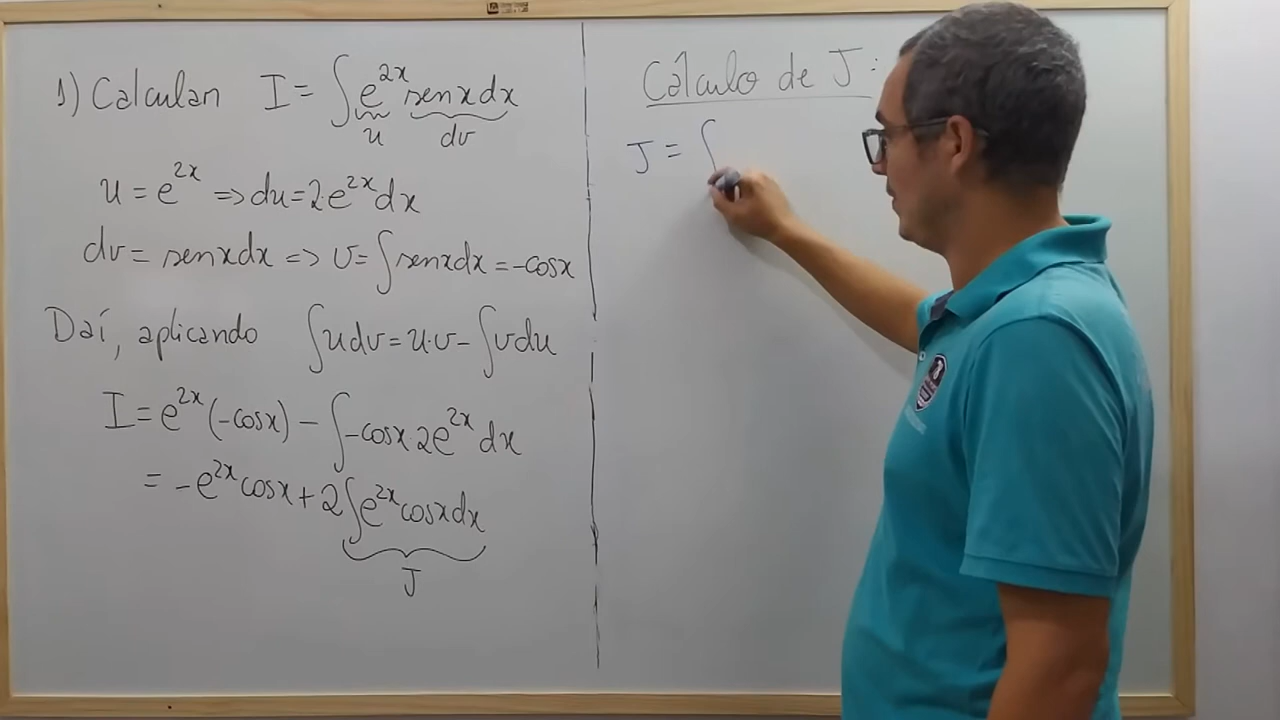 1) Calcular I = ∫ e^{2x} senx dx
u dv
u = e^{2x} => du = 2e^{2x} dx
dv = senx dx => v = ∫ senx dx = -cosx
Daí, aplicando ∫ u dv = u·v - ∫ v du
I = e^{2x} (-cosx) - ∫ -cosx·2e^{2x} dx
= -e^{2x} cosx + 2 ∫ e^{2x} cosx dx
J
Cálculo de J:
J = ∫